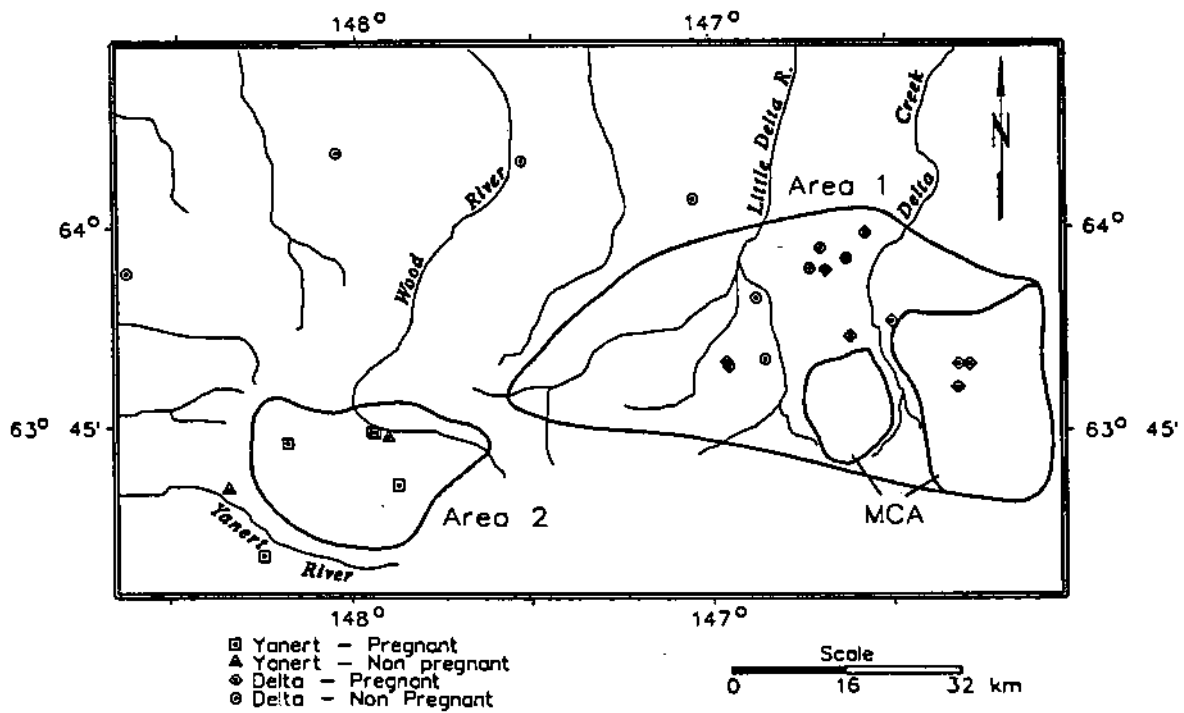 148° 147°
N
Little Delta R.
Creek
Delta
Area 1
River
Wood
64° 64°
63° 45' 63° 45'
Area 2
MCA
Yanert
River
148° 147°
Yanert – Pregnant
Yanert – Non pregnant
Delta – Pregnant
Delta – Non Pregnant
Scale
0 16 32 km